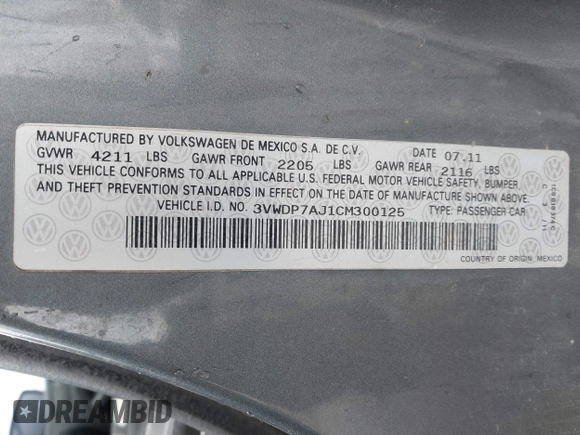 MANUFACTURED BY VOLKSWAGEN DE MEXICO S.A. DE C.V. DATE 07.11
GVWR 4211 LBS GAWR FRONT 2205 LBS GAWR REAR 2116 LBS
THIS VEHICLE CONFORMS TO ALL APPLICABLE U.S. FEDERAL MOTOR VEHICLE SAFETY, BUMPER
AND THEFT PREVENTION STANDARDS IN EFFECT ON THE DATE OF MANUFACTURE SHOWN ABOVE.
VEHICLE I.D. NO. 3VWDP7AJ1CM300125 TYPE: PASSENGER CAR
COUNTRY OF ORIGIN: MEXICO
DREAMBID